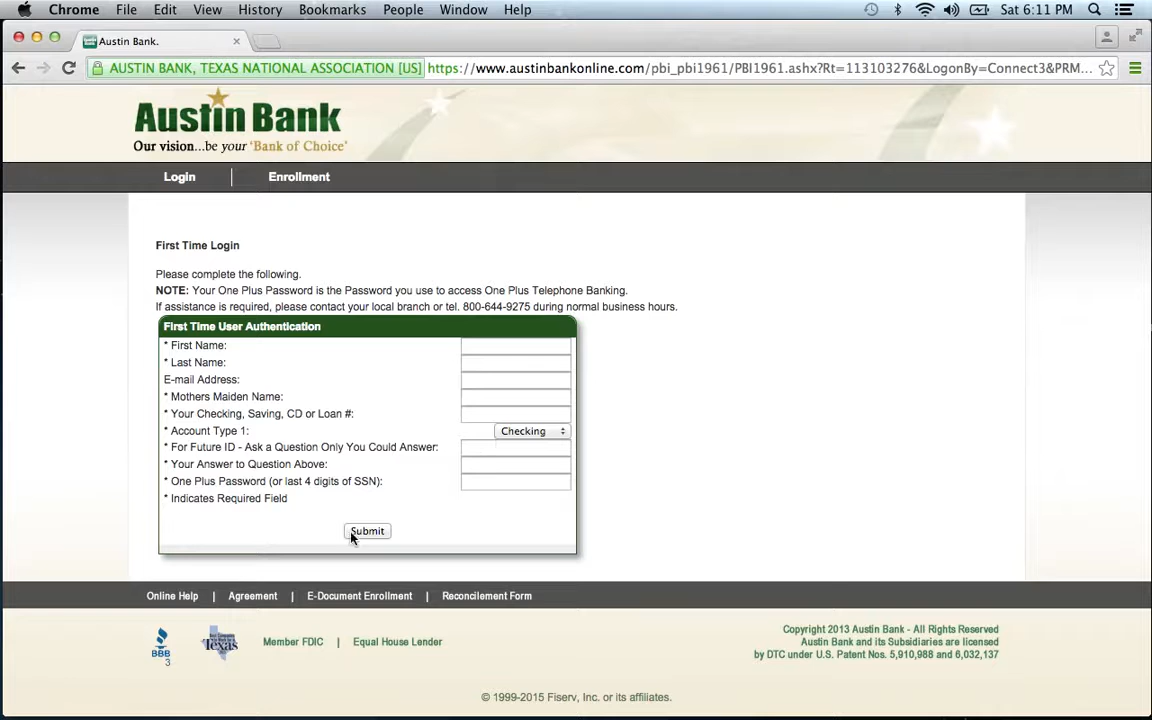 Chrome File Edit View History Bookmarks People Window Help Sat 6:11 PM
Austin Bank.
AUSTIN BANK, TEXAS NATIONAL ASSOCIATION [US] https://www.austinbankonline.com/pbi_pbi1961/PBI1961.ashx?Rt=113103276&LogonBy=Connect3&PRM...
Austin Bank
Our vision...be your 'Bank of Choice'
Login | Enrollment
First Time Login
Please complete the following.
NOTE: Your One Plus Password is the Password you use to access One Plus Telephone Banking.
If assistance is required, please contact your local branch or tel. 800-644-9275 during normal business hours.
First Time User Authentication
* First Name:
* Last Name:
E-mail Address:
* Mothers Maiden Name:
* Your Checking, Saving, CD or Loan #:
* Account Type 1: Checking
* For Future ID - Ask a Question Only You Could Answer:
* Your Answer to Question Above:
* One Plus Password (or last 4 digits of SSN):
* Indicates Required Field
Submit
Online Help | Agreement | E-Document Enrollment | Reconcilement Form
BBB
3
Texas
Member FDIC | Equal House Lender
Copyright 2013 Austin Bank - All Rights Reserved
Austin Bank and its Subsidiaries are licensed
by DTC under U.S. Patent Nos. 5,910,988 and 6,032,137
© 1999-2015 Fiserv, Inc. or its affiliates.